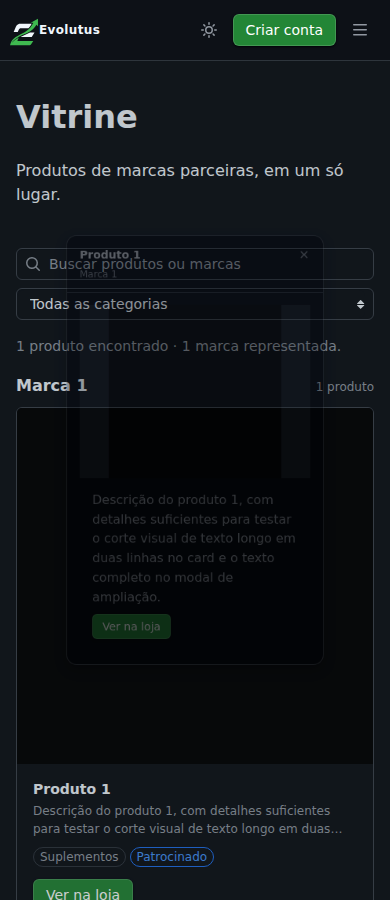 Evolutus
Criar conta
Vitrine
Produtos de marcas parceiras, em um só
lugar.
Produto 1
Marca 1
Buscar produtos ou marcas
Todas as categorias
1 produto encontrado · 1 marca representada.
Marca 1
1 produto
Descrição do produto 1, com
detalhes suficientes para testar
o corte visual de texto longo em
duas linhas no card e o texto
completo no modal de
ampliação.
Ver na loja
Produto 1
Descrição do produto 1, com detalhes suficientes
para testar o corte visual de texto longo em duas…
Suplementos
Patrocinado
Ver na loja